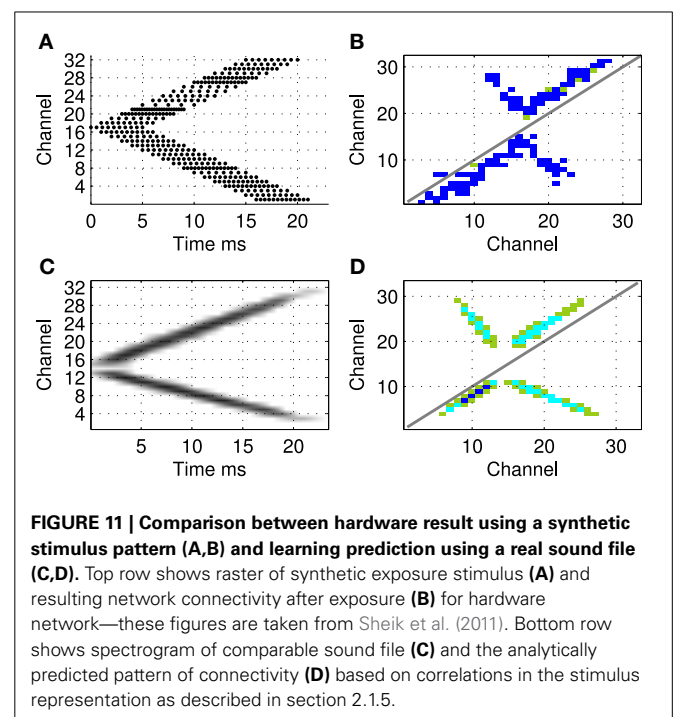 A
B
32
28
24
20
16
12
8
4
Channel
0 5 10 15 20
Time ms
30
20
10
Channel
10 20 30
Channel
C
D
32
28
24
20
16
12
8
4
Channel
5 10 15 20
Time ms
30
20
10
Channel
10 20 30
Channel
FIGURE 11 | Comparison between hardware result using a synthetic
stimulus pattern (A,B) and learning prediction using a real sound file
(C,D). Top row shows raster of synthetic exposure stimulus (A) and
resulting network connectivity after exposure (B) for hardware
network—these figures are taken from Sheik et al. (2011). Bottom row
shows spectrogram of comparable sound file (C) and the analytically
predicted pattern of connectivity (D) based on correlations in the stimulus
representation as described in section 2.1.5.